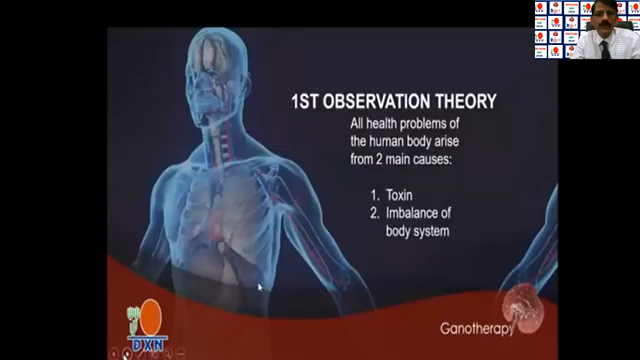 1ST OBSERVATION THEORY
All health problems of
the human body arise
from 2 main causes:
1. Toxin
2. Imbalance of
body system
DXN
Ganotherapy